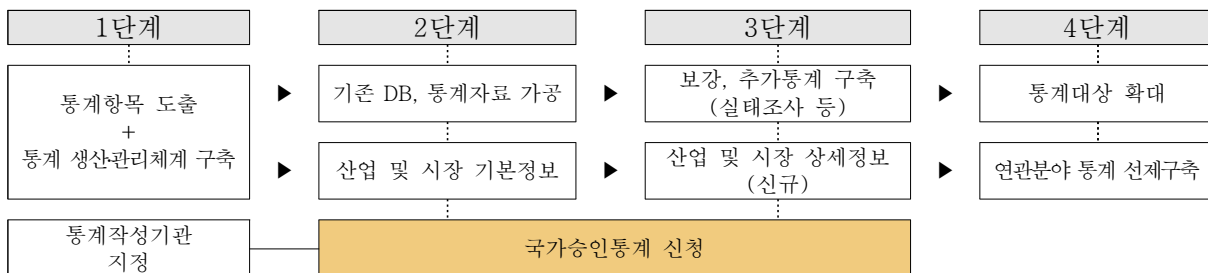 1단계
2단계
3단계
4단계
통계항목 도출
+
통계 생산·관리체계 구축
기존 DB, 통계자료 가공
보강, 추가통계 구축
(실태조사 등)
통계대상 확대
산업 및 시장 기본정보
산업 및 시장 상세정보
(신규)
연관분야 통계 선제구축
통계작성기관
지정
국가승인통계 신청